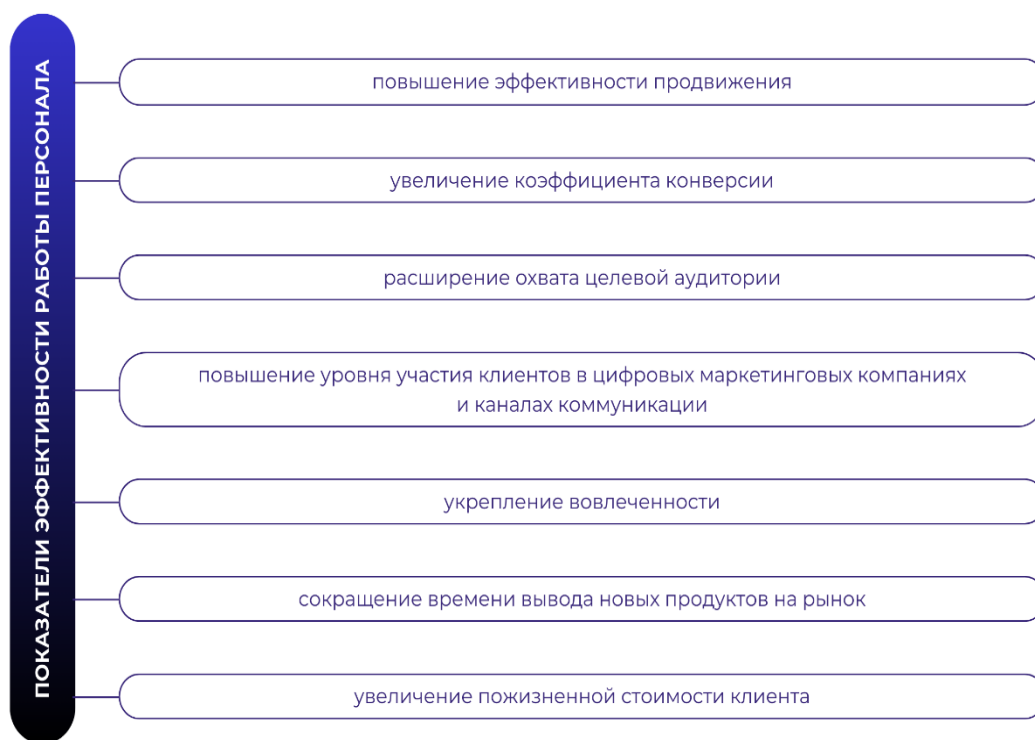 ПОКАЗАТЕЛИ ЭФФЕКТИВНОСТИ РАБОТЫ ПЕРСОНАЛА
повышение эффективности продвижения
увеличение коэффициента конверсии
расширение охвата целевой аудитории
повышение уровня участия клиентов в цифровых маркетинговых компаниях
и каналах коммуникации
укрепление вовлеченности
сокращение времени вывода новых продуктов на рынок
увеличение пожизненной стоимости клиента